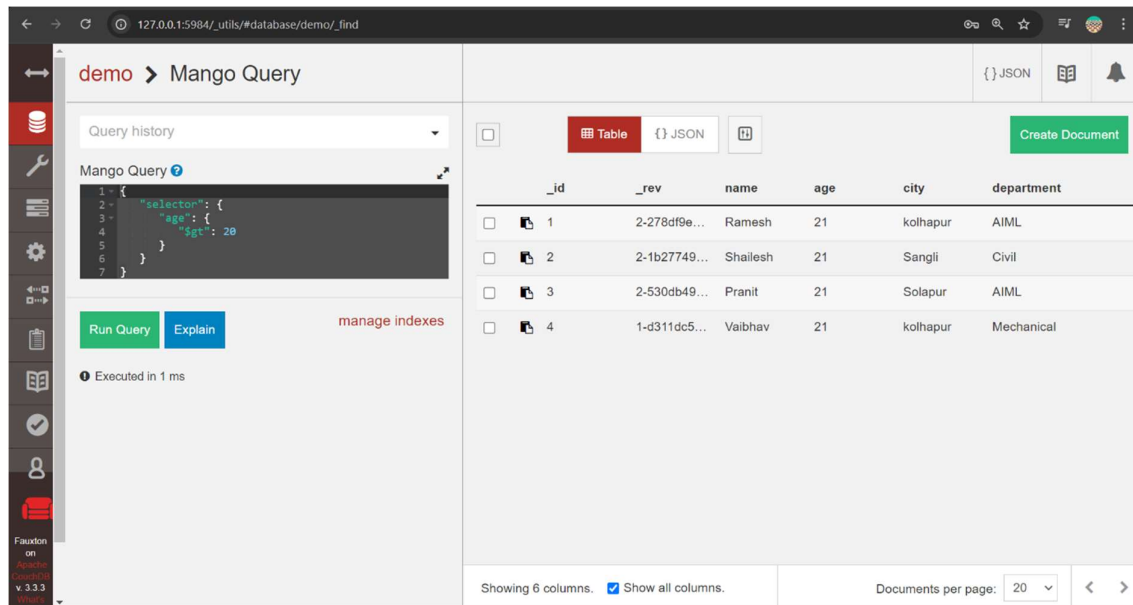 127.0.0.1:5984/_utils/#database/demo/_find
demo > Mango Query
{ } JSON
Query history
Table
{ } JSON
Create Document
Mango Query
1 {
2 "selector": {
3 "age": {
4 "$gt": 20
5 }
6 }
7 }
Run Query
Explain
manage indexes
Executed in 1 ms
_id _rev name age city department
1 2-278df9e... Ramesh 21 kolhapur AIML
2 2-1b27749... Shailesh 21 Sangli Civil
3 2-530db49... Pranit 21 Solapur AIML
4 1-d311dc5... Vaibhav 21 kolhapur Mechanical
Fauxton
on
Apache
CouchDB
v. 3.3.3
What's
Showing 6 columns. Show all columns. Documents per page: 20